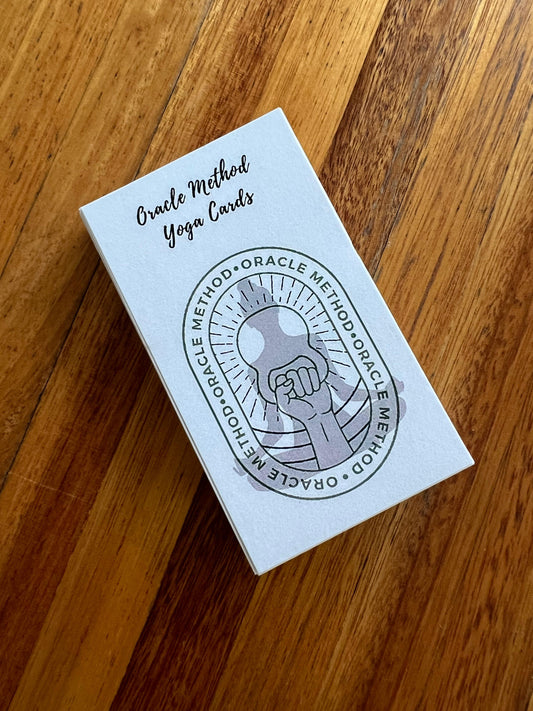 Oracle Method
Yoga Cards
ORACLE METHOD • ORACLE METHOD • ORACLE METHOD • ORACLE METHOD •